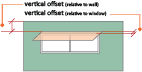 vertical offset (relative to wall)
vertical offset (relative to window)